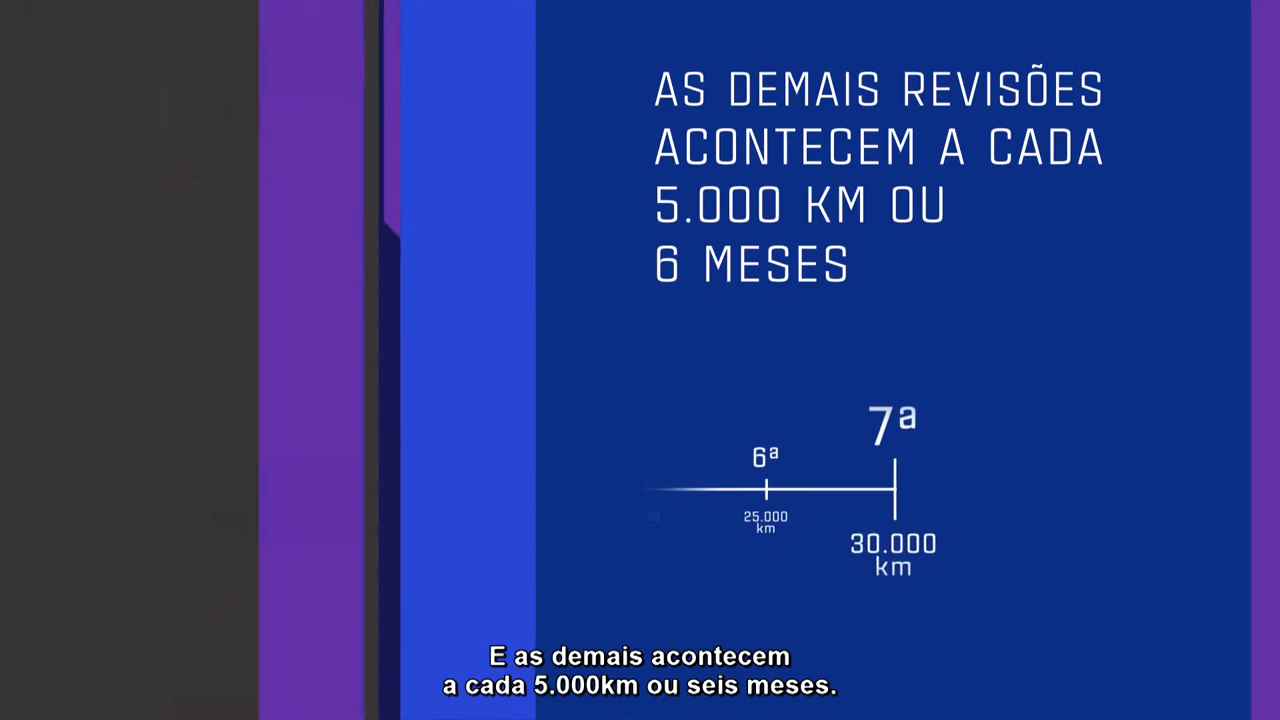 AS DEMAIS REVISÕES
ACONTECEM A CADA
5.000 KM OU
6 MESES
7ª
6ª
25.000
km
30.000
km
E as demais acontecem
a cada 5.000km ou seis meses.